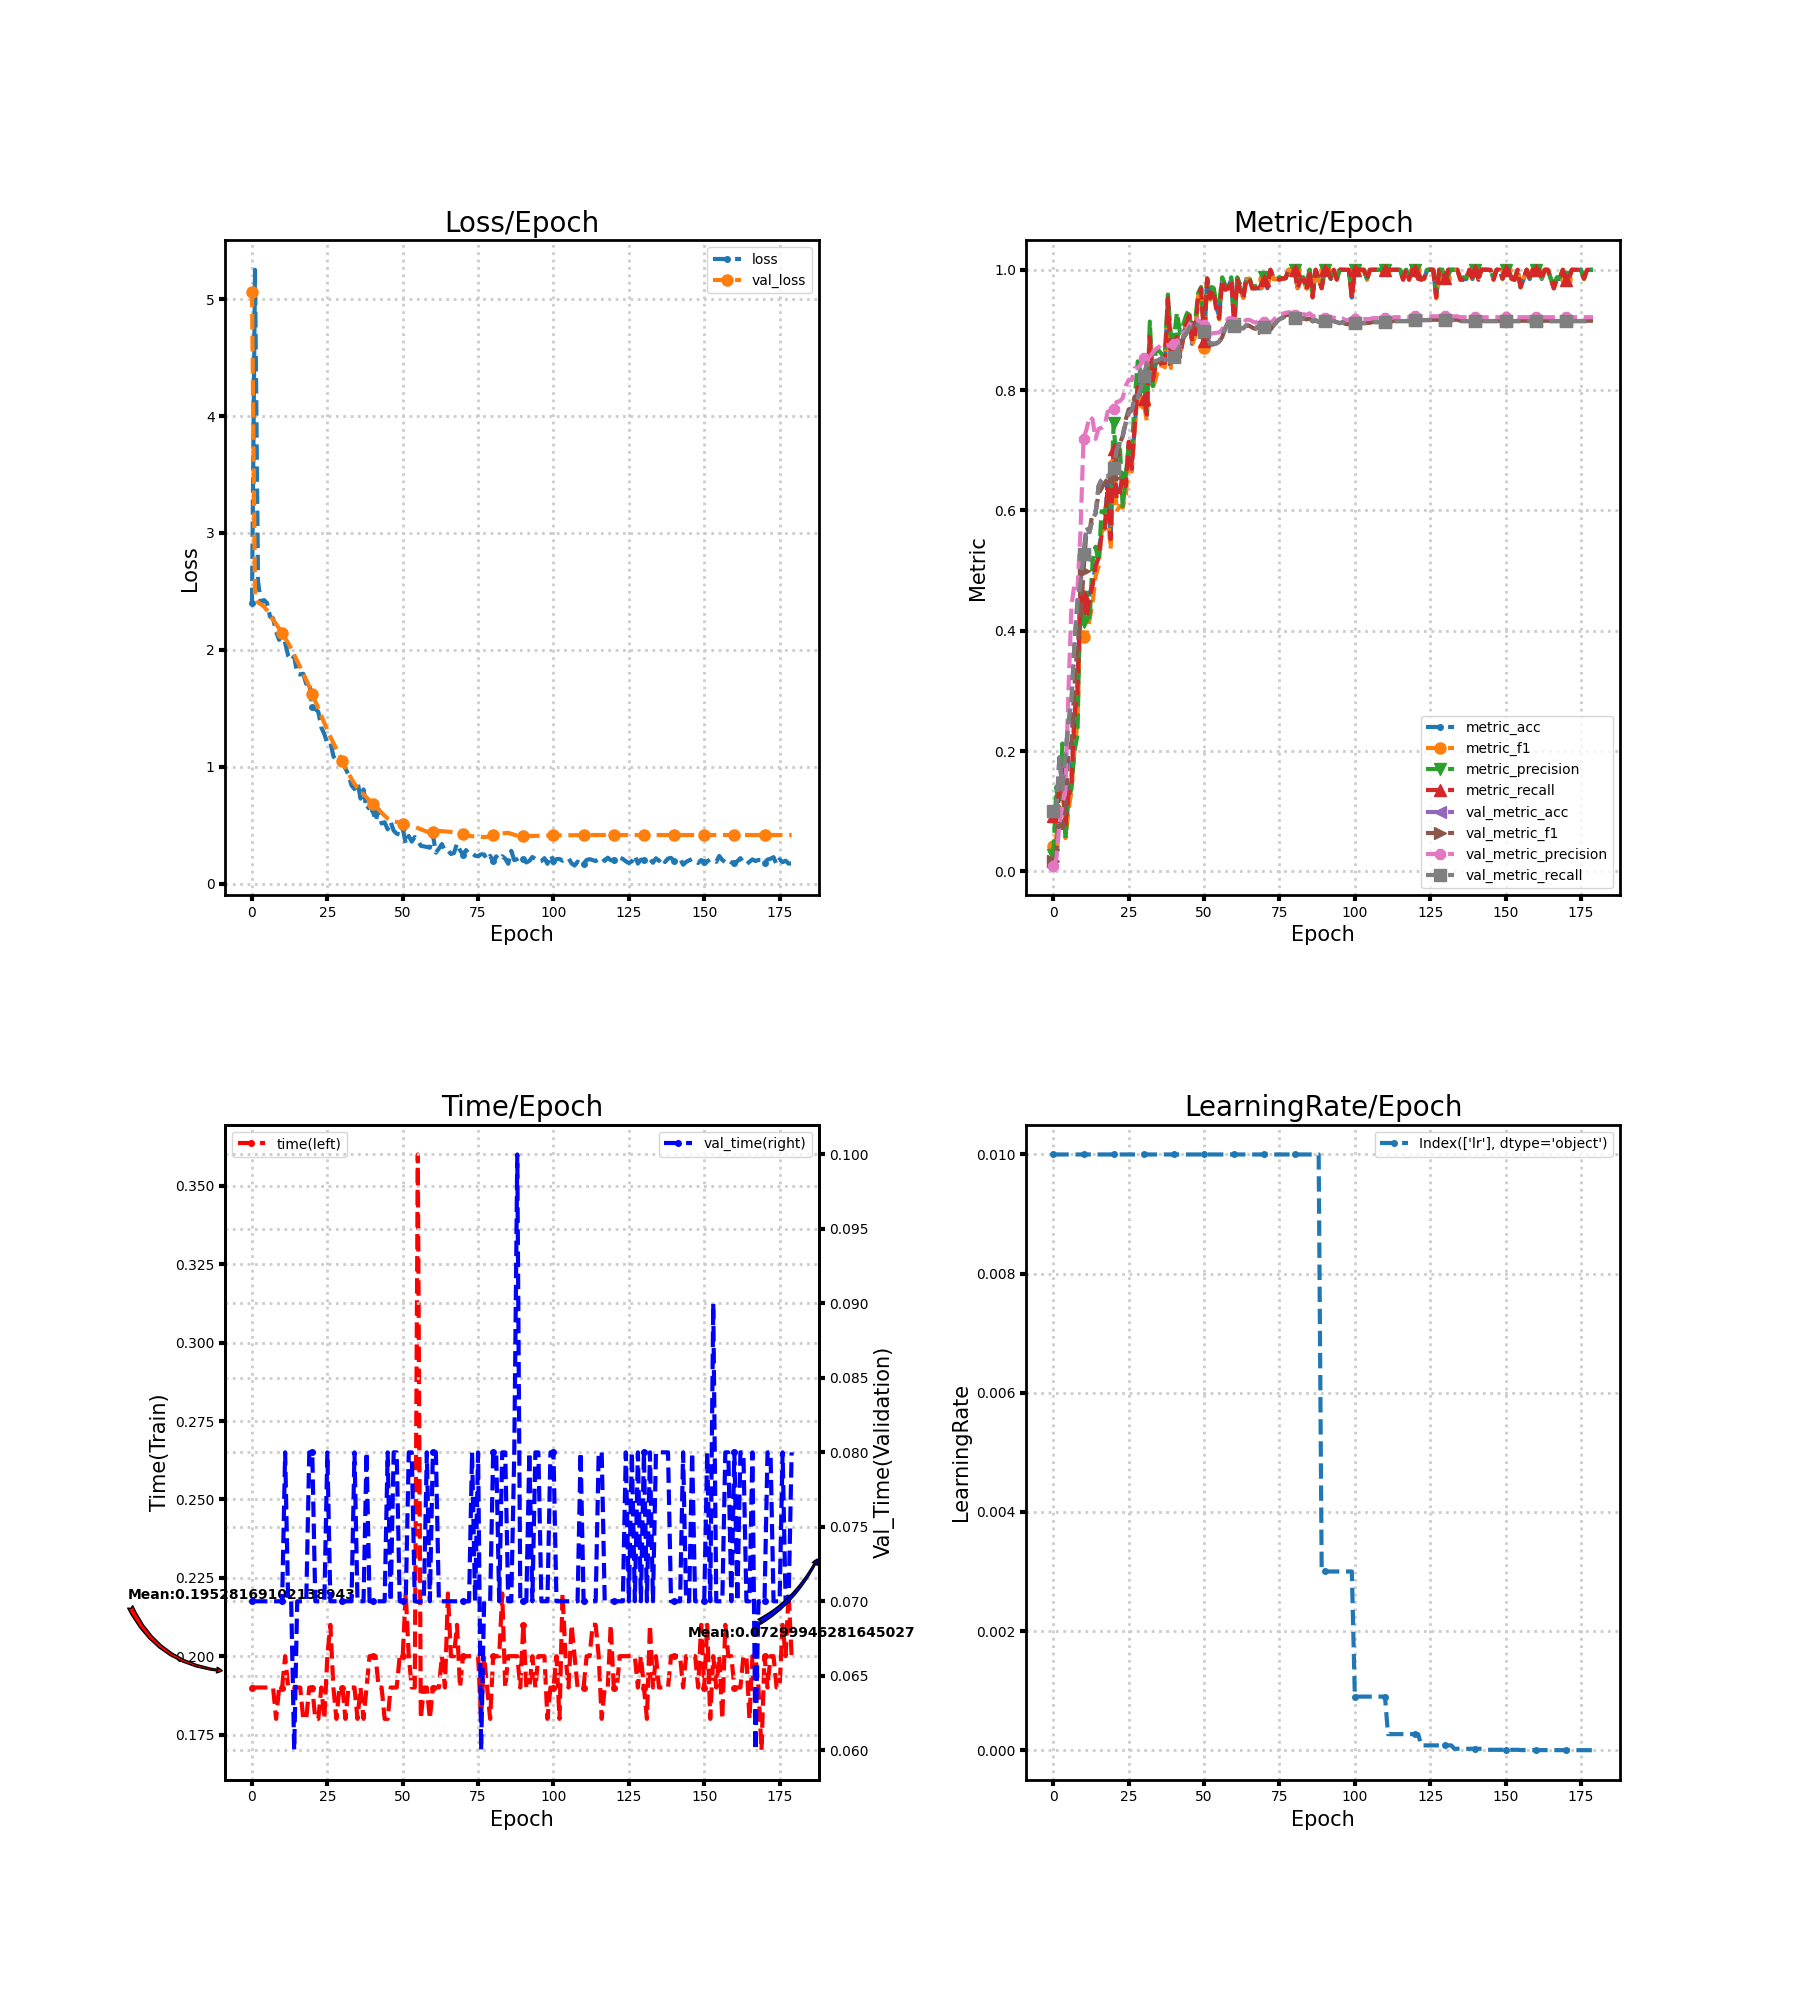 Loss/Epoch
loss
val_loss
5
4
3
2
1
0
Loss
0 25 50 75 100 125 150 175
Epoch
Metric/Epoch
1.0
0.8
0.6
0.4
0.2
0.0
Metric
metric_acc
metric_f1
metric_precision
metric_recall
val_metric_acc
val_metric_f1
val_metric_precision
val_metric_recall
0 25 50 75 100 125 150 175
Epoch
Time/Epoch
time(left)
val_time(right)
0.350
0.325
0.300
0.275
0.250
0.225
0.200
0.175
Time(Train)
0.100
0.095
0.090
0.085
0.080
0.075
0.070
0.065
0.060
Val_Time(Validation)
Mean:0.19528169102138943
Mean:0.07299946281645027
0 25 50 75 100 125 150 175
Epoch
LearningRate/Epoch
Index(['lr'], dtype='object')
0.010
0.008
0.006
0.004
0.002
0.000
LearningRate
0 25 50 75 100 125 150 175
Epoch